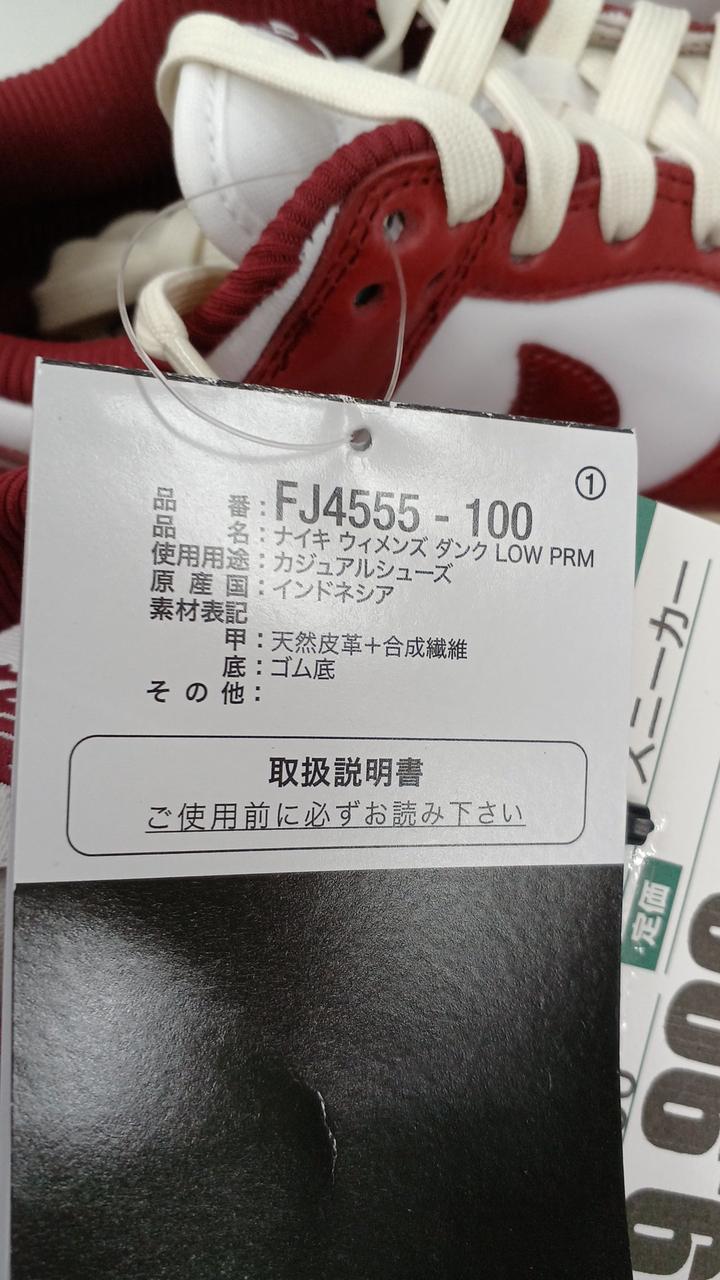 ①
品番：FJ4555 - 100
品名：ナイキ ウィメンズ ダンク LOW PRM
使用用途：カジュアルシューズ
原産国：インドネシア
素材表記
甲：天然皮革＋合成繊維
底：ゴム底
その他：
取扱説明書
ご使用前に必ずお読み下さい
スニーカー
定価